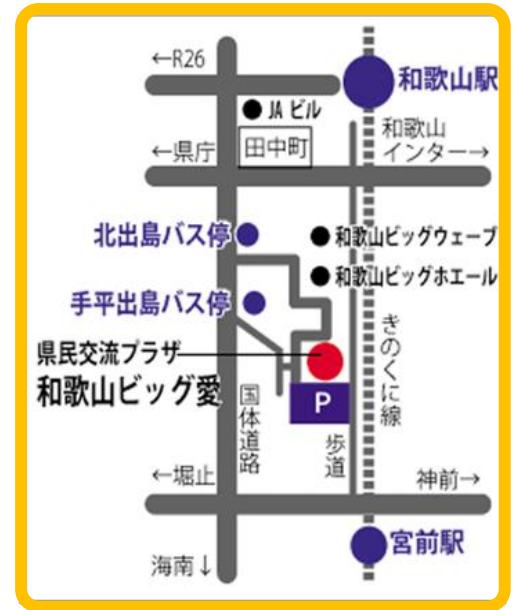 ←R26
和歌山駅
JA ビル
田中町
和歌山
インター→
←県庁
北出島バス停
和歌山ビッグウェーブ
和歌山ビッグホエール
手平出島バス停
きのくに線
県民交流プラザ
和歌山ビッグ愛
P
国体道路
歩道
←堀止
神前→
宮前駅
海南↓